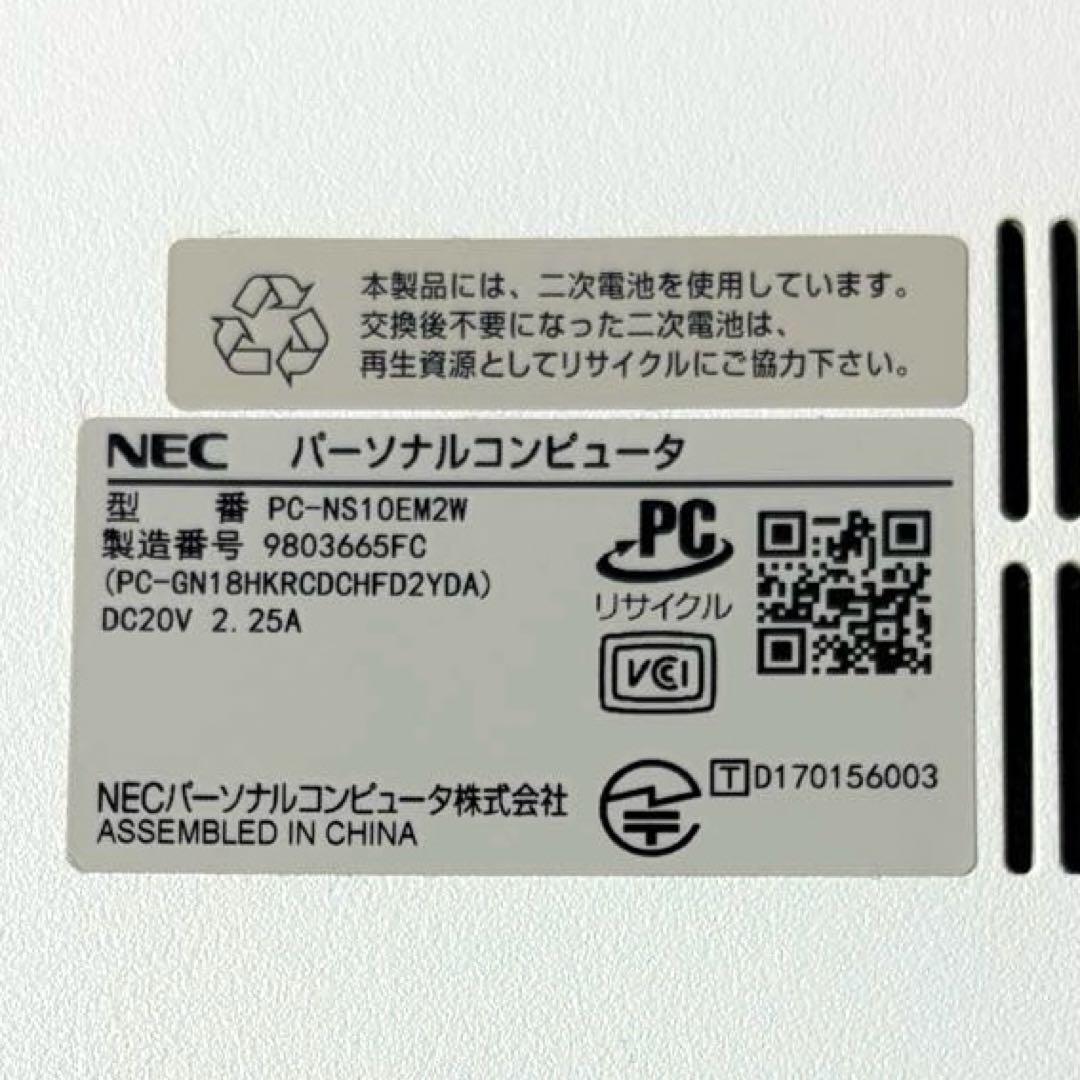 本製品には、二次電池を使用しています。
交換後不要になった二次電池は、
再生資源としてリサイクルにご協力下さい。
NEC パーソナルコンピュータ
型 番 PC-NS10EM2W
製造番号 9803665FC
(PC-GN18HKRCDCHFD2YDA)
DC20V 2.25A
PC
リサイクル
VCI
NECパーソナルコンピュータ株式会社
ASSEMBLED IN CHINA
T D170156003